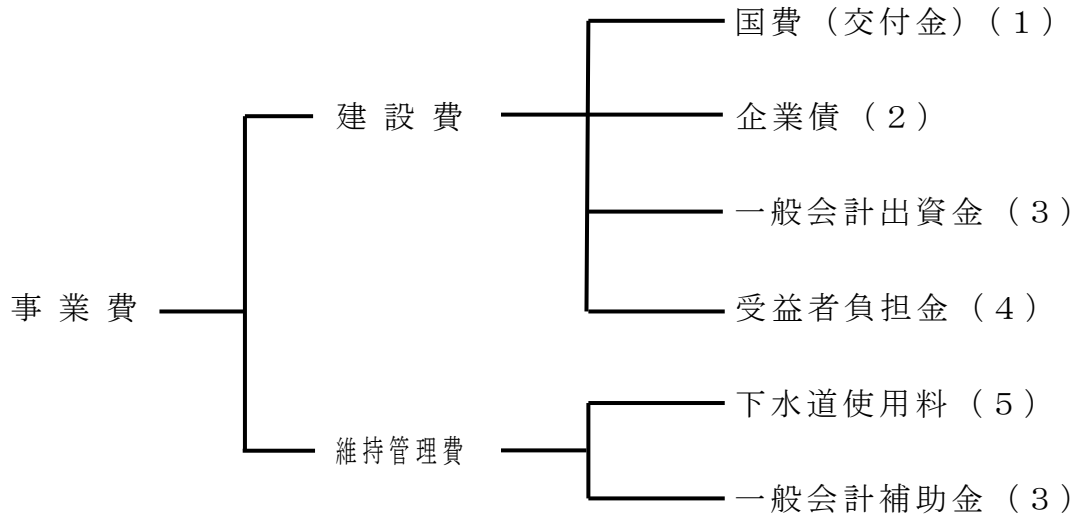 国費（交付金）（１）
建設費
企業債（２）
一般会計出資金（３）
事業費
受益者負担金（４）
下水道使用料（５）
維持管理費
一般会計補助金（３）